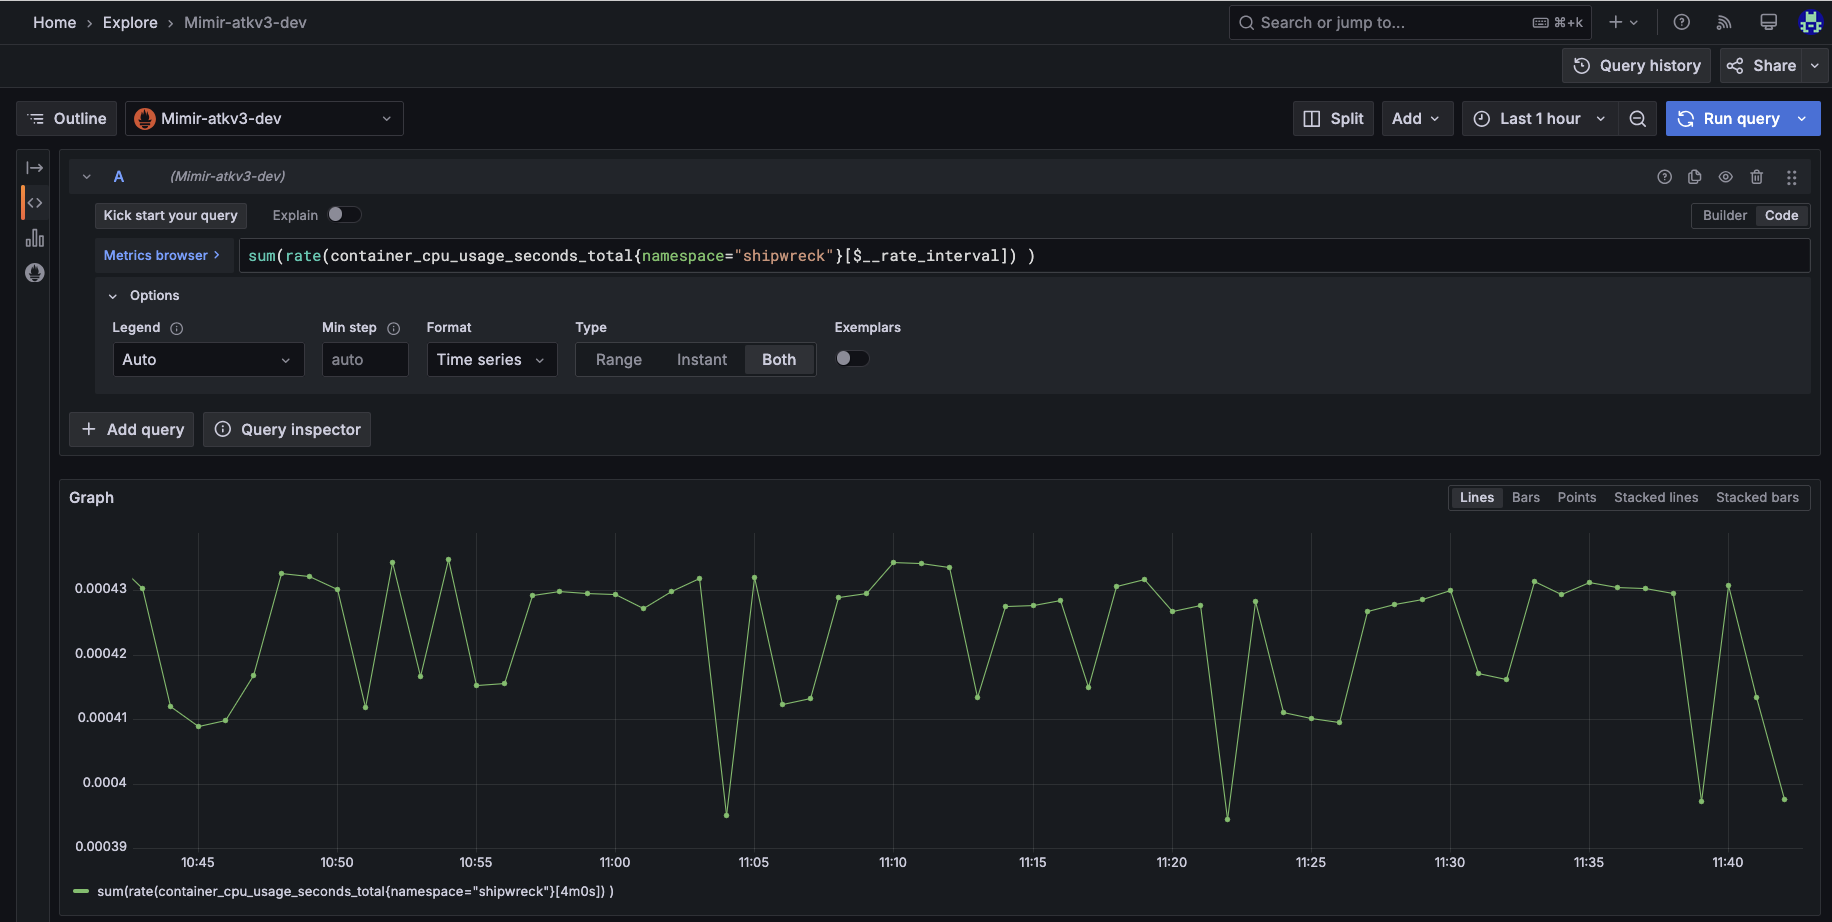 Home › Explore › Mimir-atkv3-dev
Search or jump to... ⌘+k
Query history Share
Outline Mimir-atkv3-dev Split Add Last 1 hour Run query
A (Mimir-atkv3-dev)
Kick start your query Explain Builder Code
Metrics browser > sum(rate(container_cpu_usage_seconds_total{namespace="shipwreck"}[$__rate_interval]) )
Options
Legend Min step Format Type Exemplars
Auto auto Time series Range Instant Both
+ Add query Query inspector
Graph Lines Bars Points Stacked lines Stacked bars
0.00043
0.00042
0.00041
0.0004
0.00039
10:45 10:50 10:55 11:00 11:05 11:10 11:15 11:20 11:25 11:30 11:35 11:40
sum(rate(container_cpu_usage_seconds_total{namespace="shipwreck"}[4m0s]) )